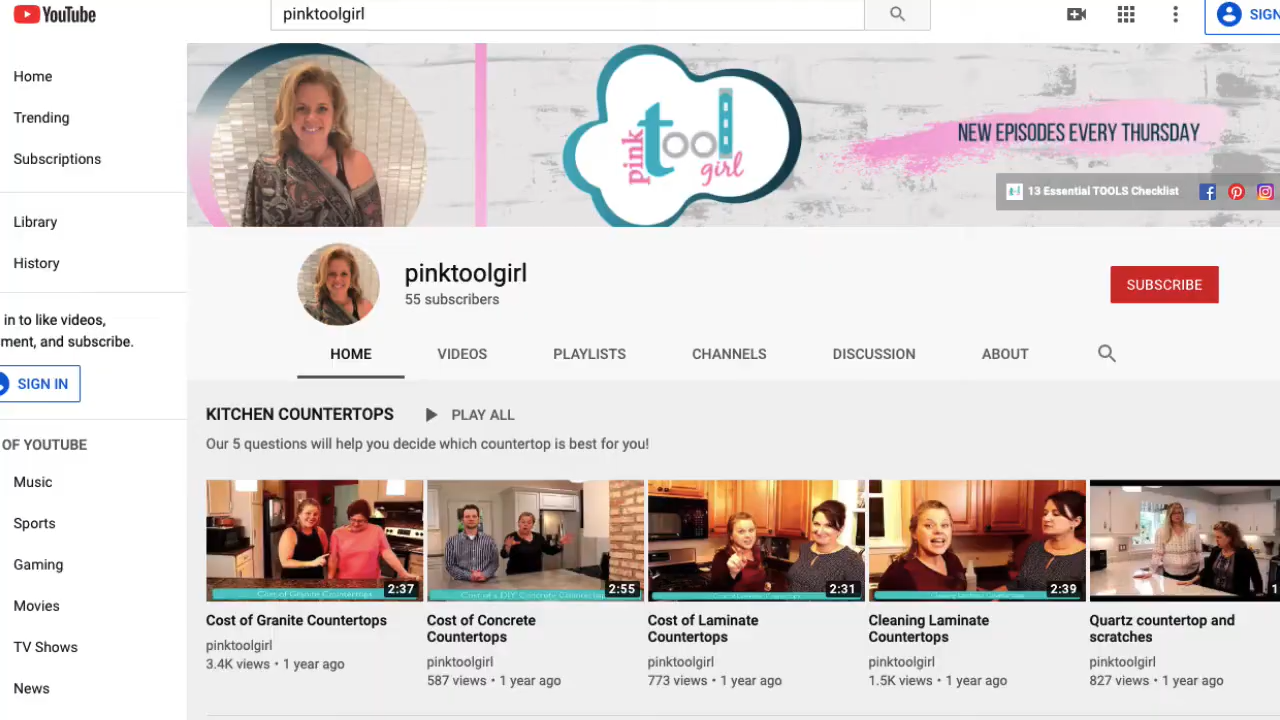 YouTube
pinktoolgirl
SIGN
Home
Trending
Subscriptions
Library
History
in to like videos,
ment, and subscribe.
SIGN IN
OF YOUTUBE
Music
Sports
Gaming
Movies
TV Shows
News
pink tool girl
NEW EPISODES EVERY THURSDAY
13 Essential TOOLS Checklist
pinktoolgirl
55 subscribers
SUBSCRIBE
HOME VIDEOS PLAYLISTS CHANNELS DISCUSSION ABOUT
KITCHEN COUNTERTOPS PLAY ALL
Our 5 questions will help you decide which countertop is best for you!
Cost of Granite Countertops
2:37
Cost of Granite Countertops
pinktoolgirl
3.4K views • 1 year ago
2:55
Cost of Concrete
Countertops
pinktoolgirl
587 views • 1 year ago
2:31
Cost of Laminate
Countertops
pinktoolgirl
773 views • 1 year ago
2:39
Cleaning Laminate
Countertops
pinktoolgirl
1.5K views • 1 year ago
1
Quartz countertop and
scratches
pinktoolgirl
827 views • 1 year ago